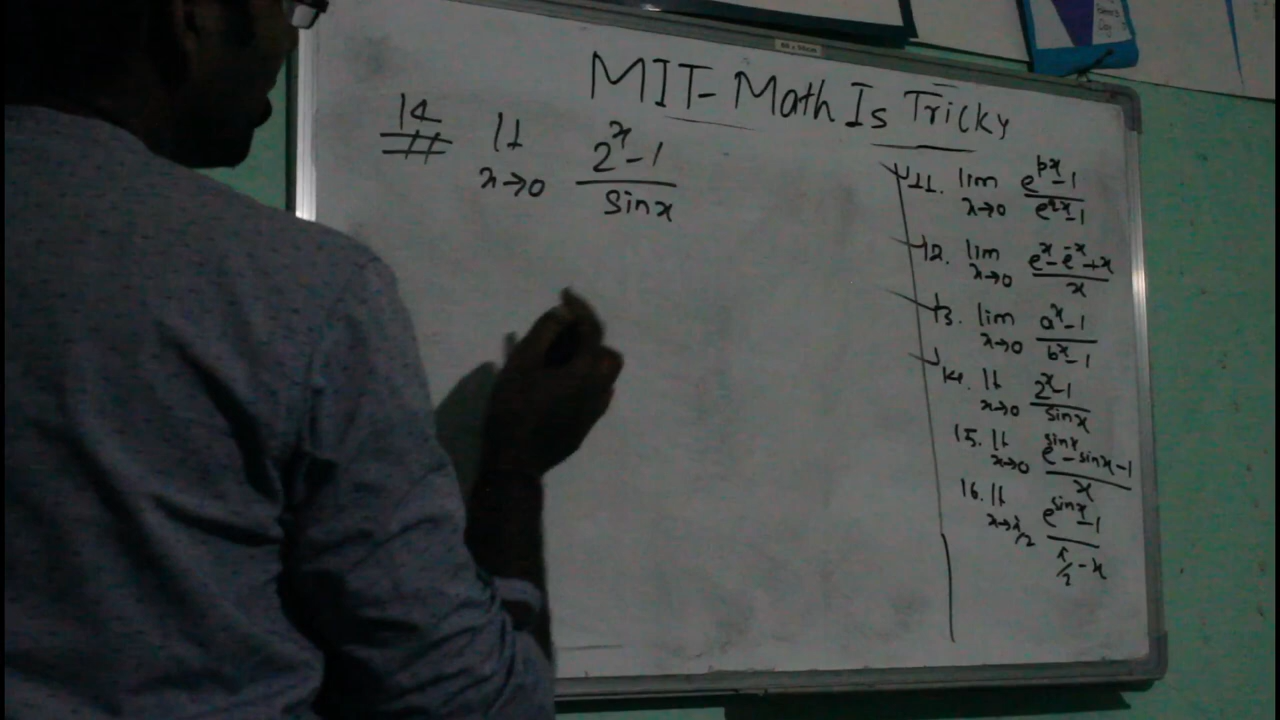 MIT- Math Is Tricky
14 lt x→0 2^x-1 / sinx
11. lim x→0 e^px-1 / e^qx-1
12. lim x→0 e^x-e^-x+x / x
13. lim x→0 a^x-1 / b^x-1
14. lt x→0 2^x-1 / sinx
15. lt x→0 e^sinx-sinx-1 / x
16. lt x→π/2 e^sinx-1 / π/2-x